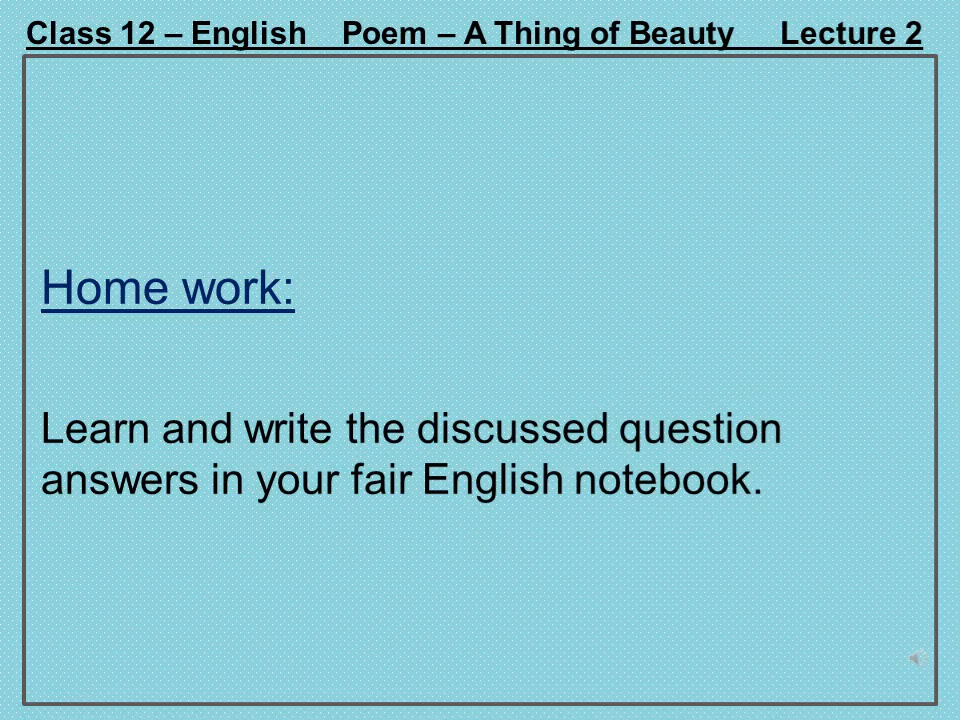 Class 12 – English    Poem – A Thing of Beauty     Lecture 2
Home work:
Learn and write the discussed question
answers in your fair English notebook.